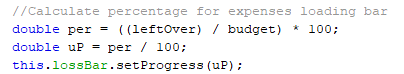 //Calculate percentage for expenses loading bar
double per = ((leftOver) / budget) * 100;
double uP = per / 100;
this.lossBar.setProgress(uP);